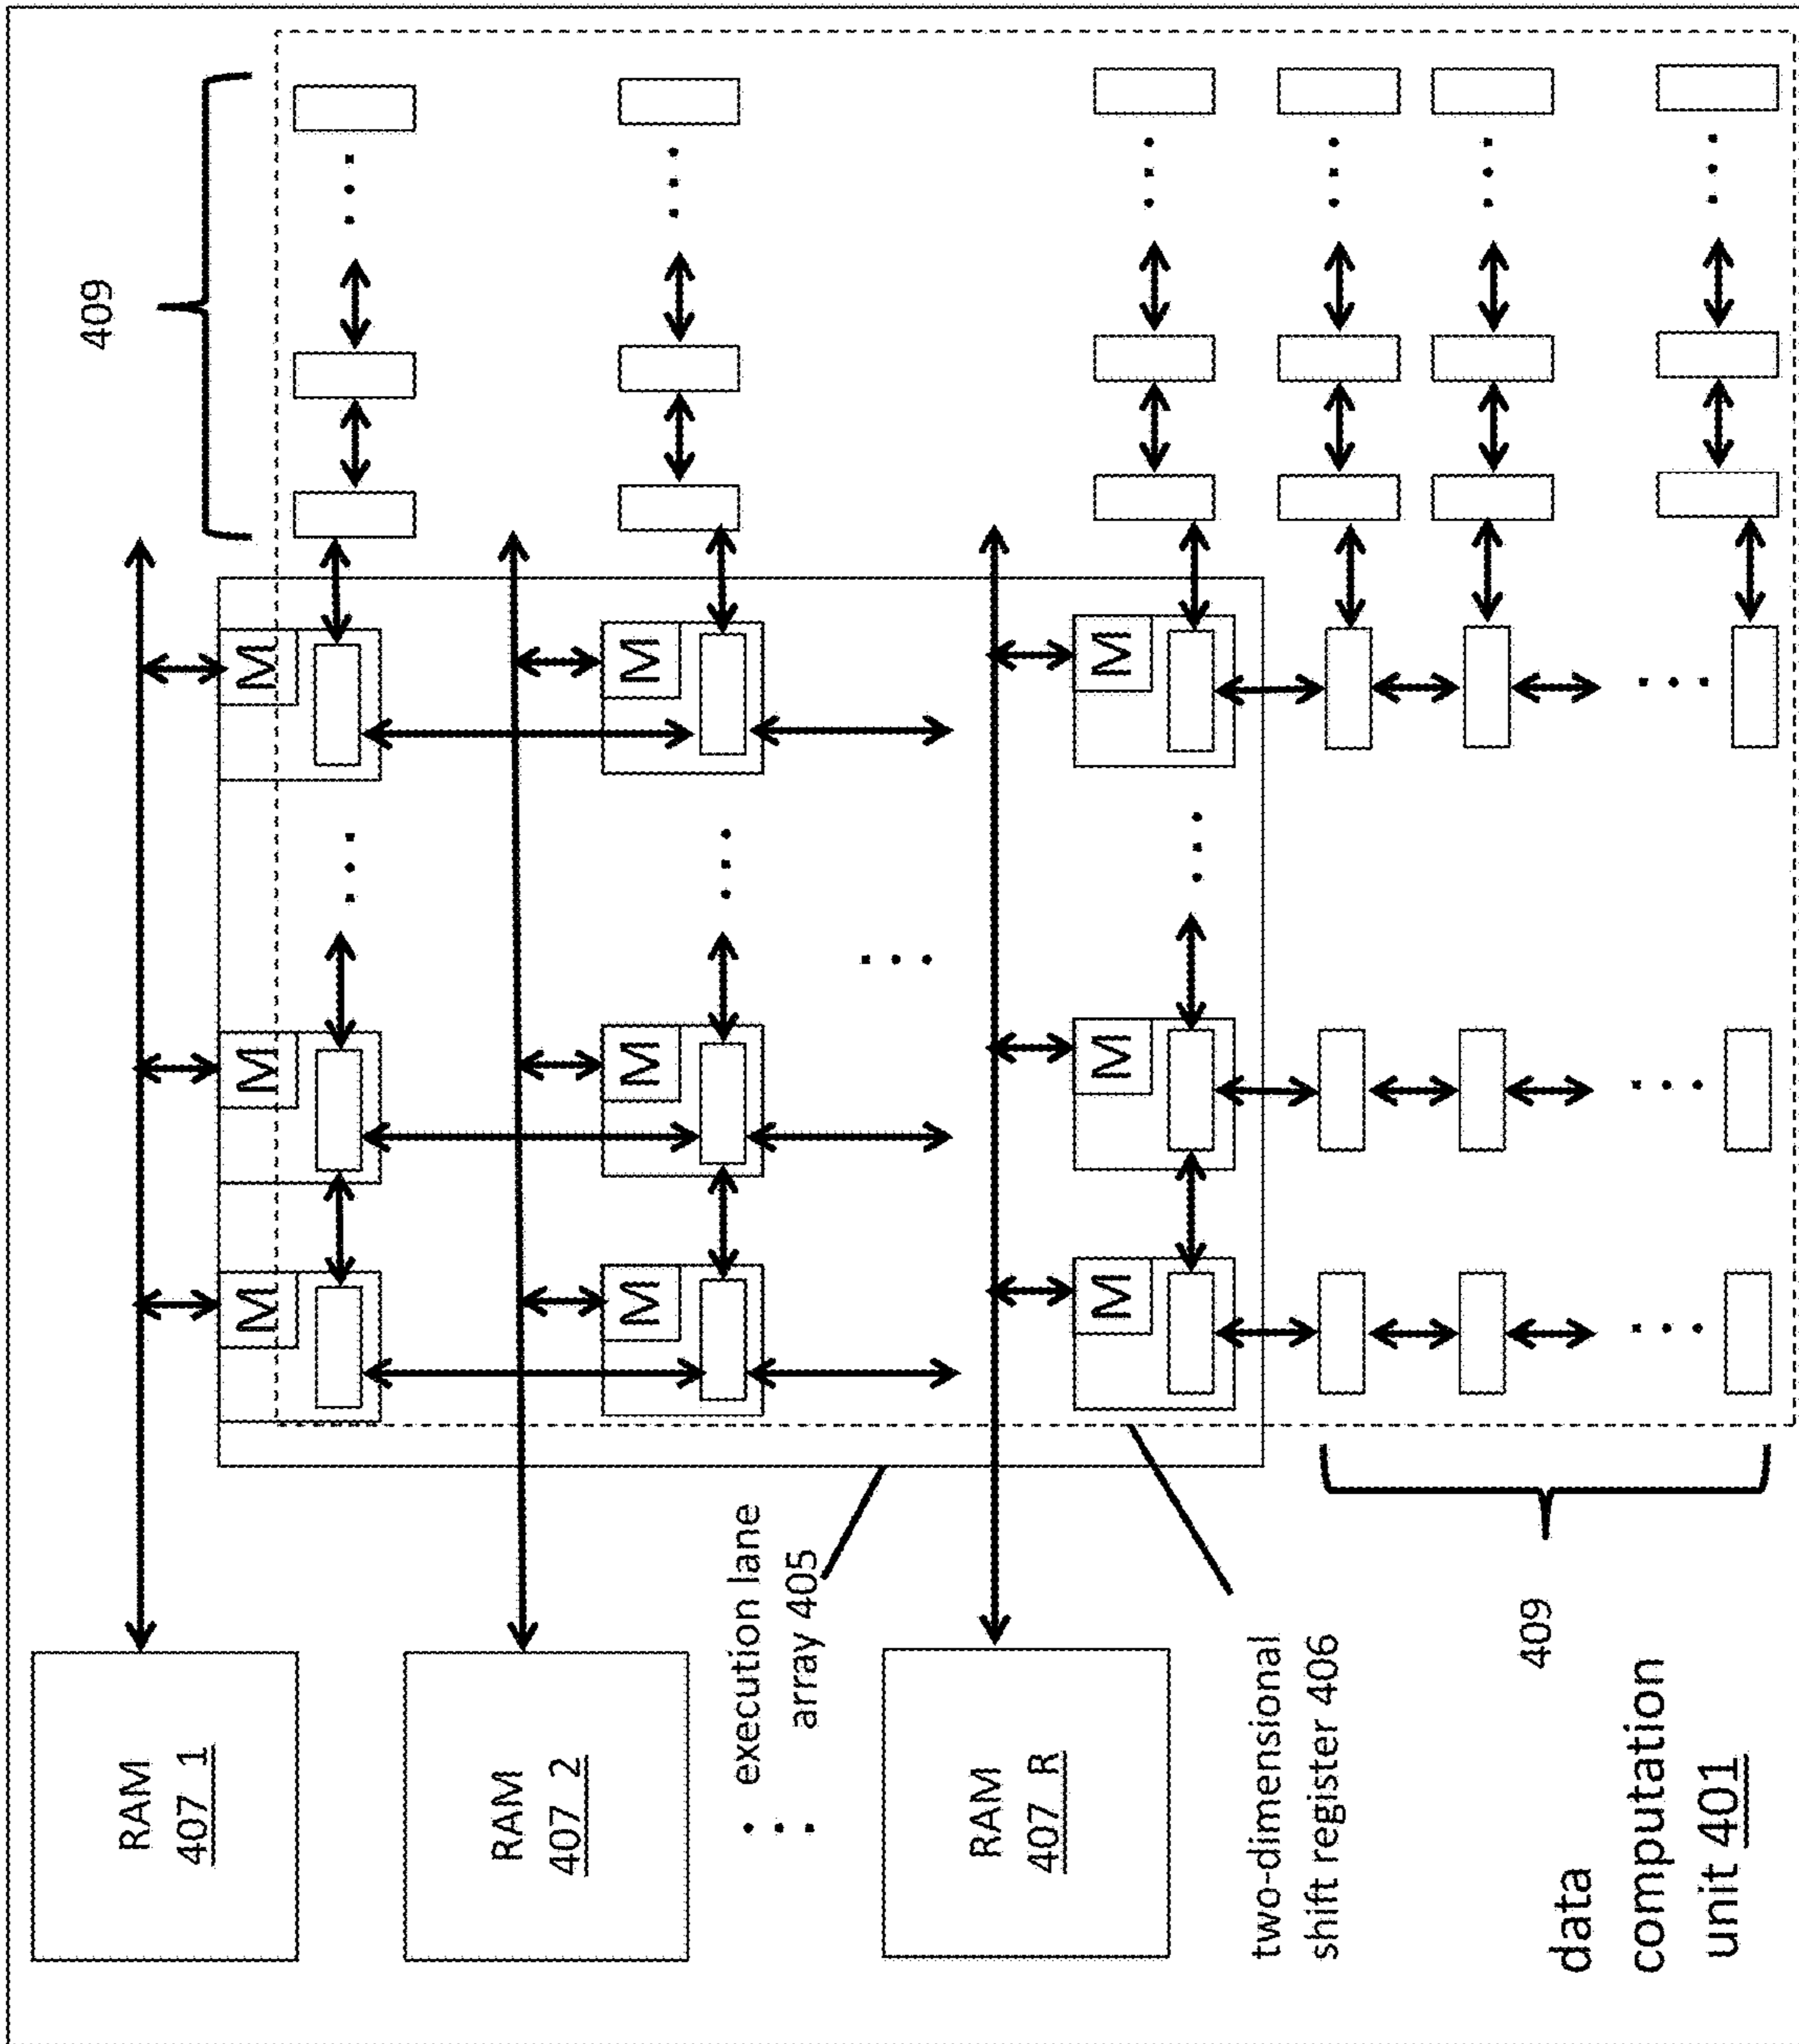 409
RAM
407_1
M
M
M
RAM
407_2
M
M
M
execution lane
array 405
RAM
407_R
M
M
M
two-dimensional
shift register 406
409
data
computation
unit 401